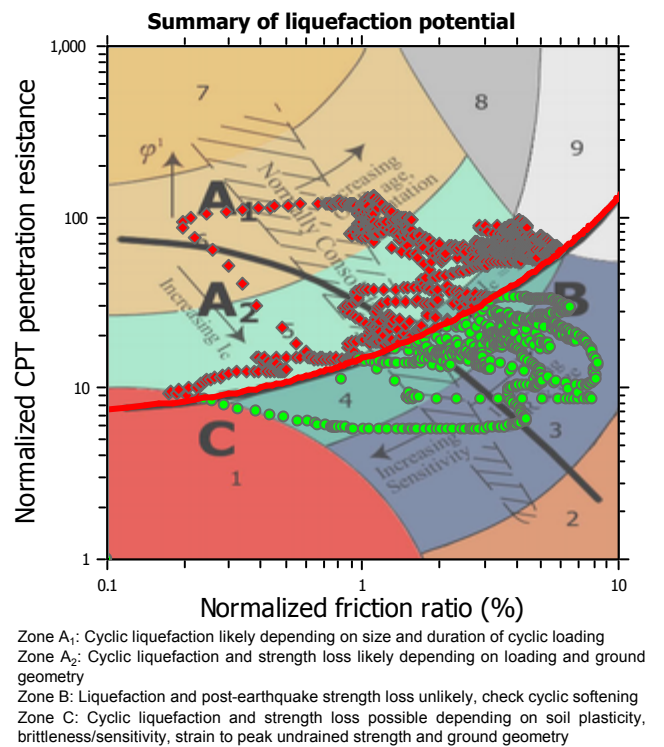 Summary of liquefaction potential
1,000
100
10
1
0.1
1
10
Normalized CPT penetration resistance
Normalized friction ratio (%)
7
8
9
φ'
A1
Increasing
age,
Normally
A2
Increasing Ic
B
4
C
1
3
2
Increasing
Sensitivity
Zone A1: Cyclic liquefaction likely depending on size and duration of cyclic loading
Zone A2: Cyclic liquefaction and strength loss likely depending on loading and ground
geometry
Zone B: Liquefaction and post-earthquake strength loss unlikely, check cyclic softening
Zone C: Cyclic liquefaction and strength loss possible depending on soil plasticity,
brittleness/sensitivity, strain to peak undrained strength and ground geometry